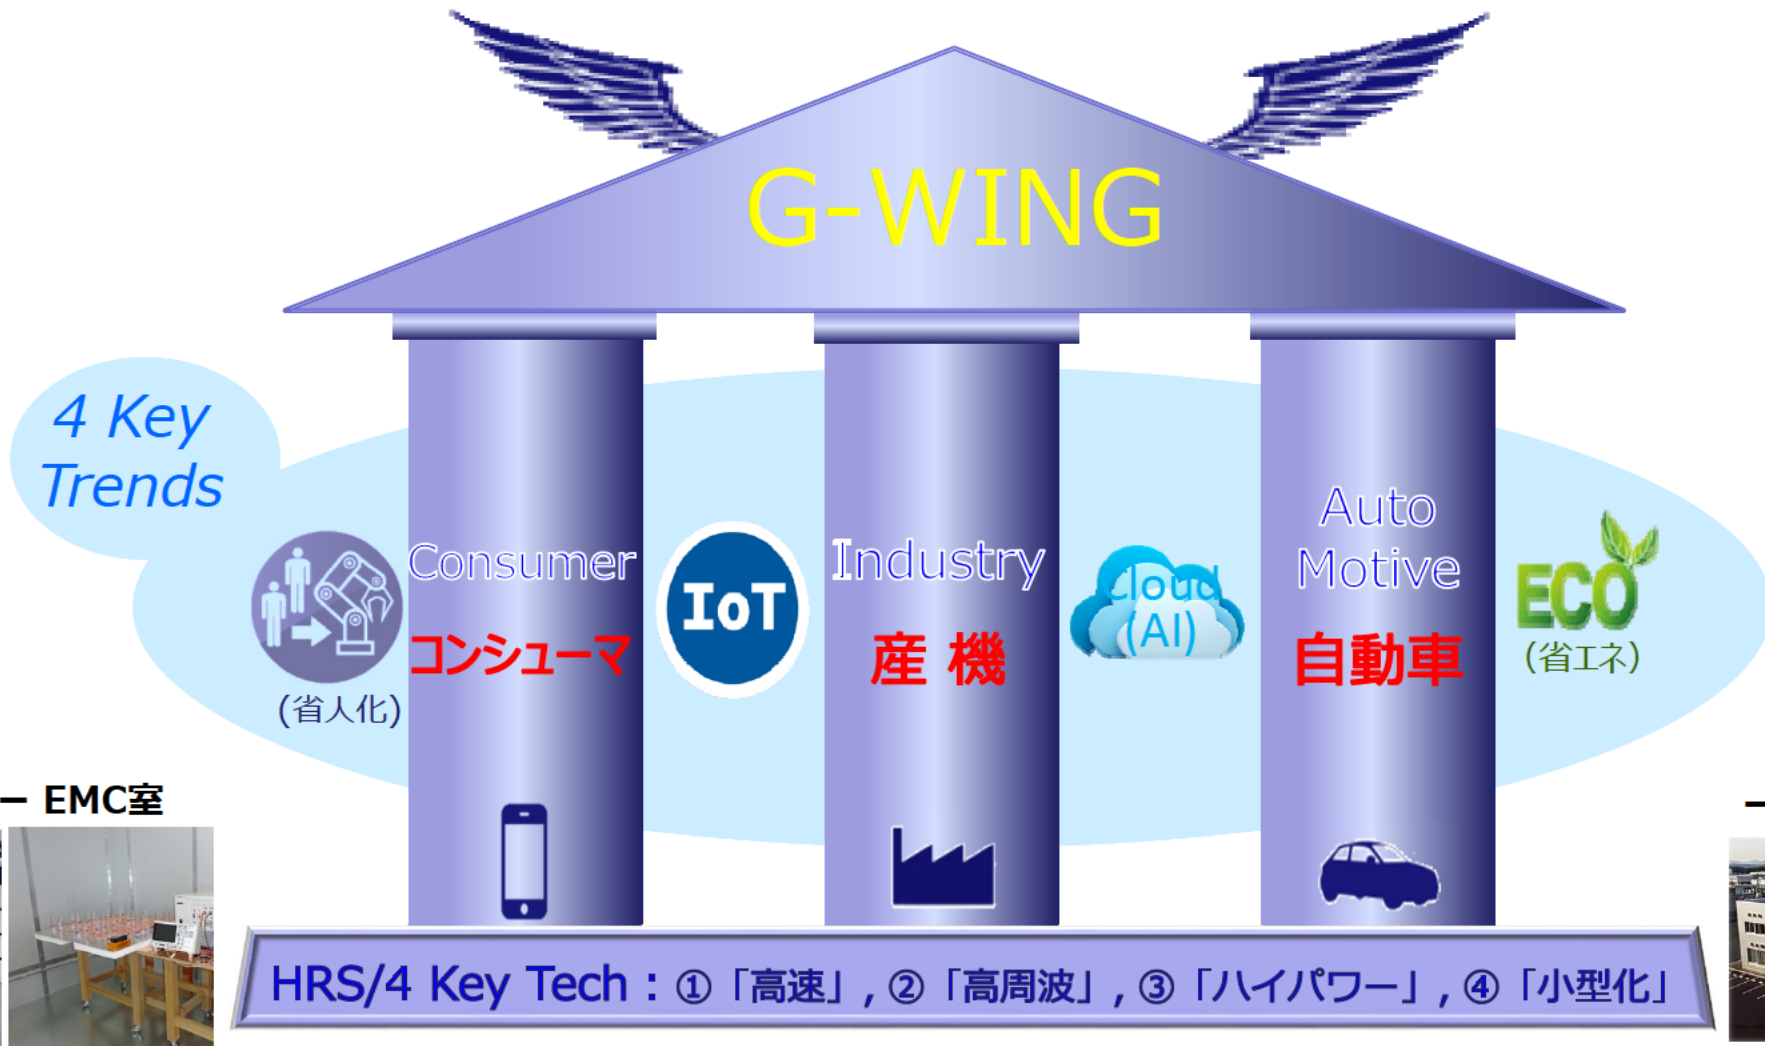 G-WING
4 Key
Trends
Consumer
コンシューマ
(省人化)
IoT
Industry
産 機
Cloud
(AI)
Auto
Motive
自動車
ECO
(省エネ)
− EMC室
HRS/4 Key Tech : ①「高速」, ②「高周波」, ③「ハイパワー」, ④「小型化」